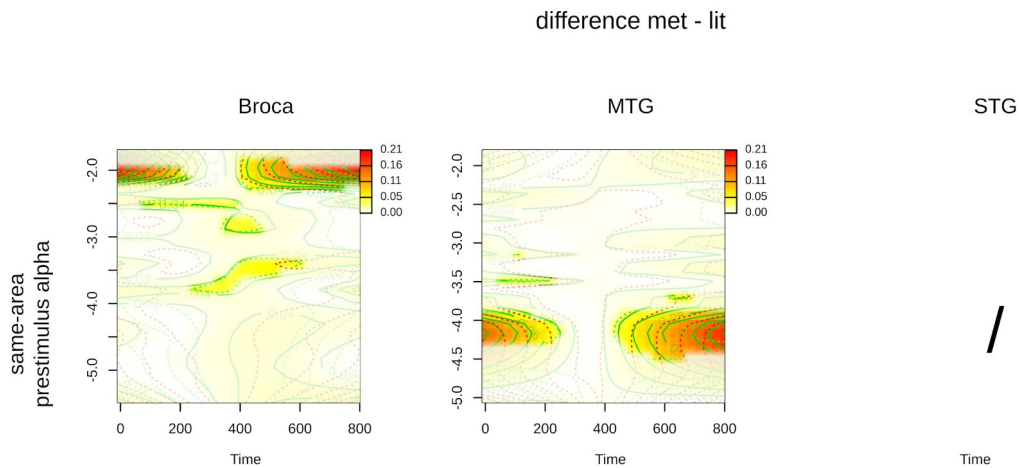 difference met - lit
Broca
MTG
STG
same-area
prestimulus alpha
-2.0
-3.0
-4.0
-5.0
0.21
0.16
0.11
0.05
0.00
0 200 400 600 800
Time
-2.0
-2.5
-3.0
-3.5
-4.0
-4.5
-5.0
0.21
0.16
0.11
0.05
0.00
0 200 400 600 800
Time
/
Time